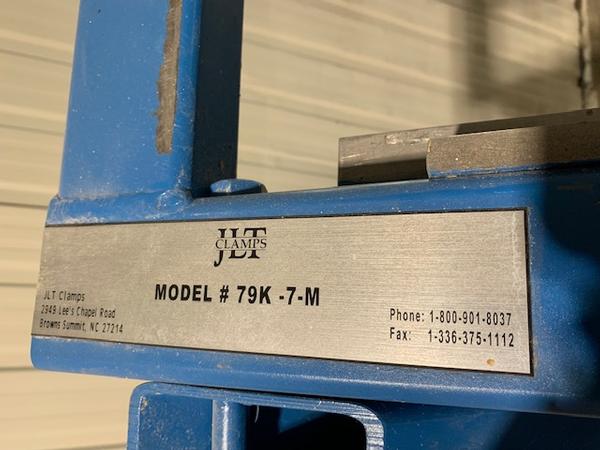 JLT
CLAMPS
MODEL # 79K -7-M
JLT Clamps
2949 Lee's Chapel Road
Browns Summit, NC 27214
Phone: 1-800-901-8037
Fax: 1-336-375-1112